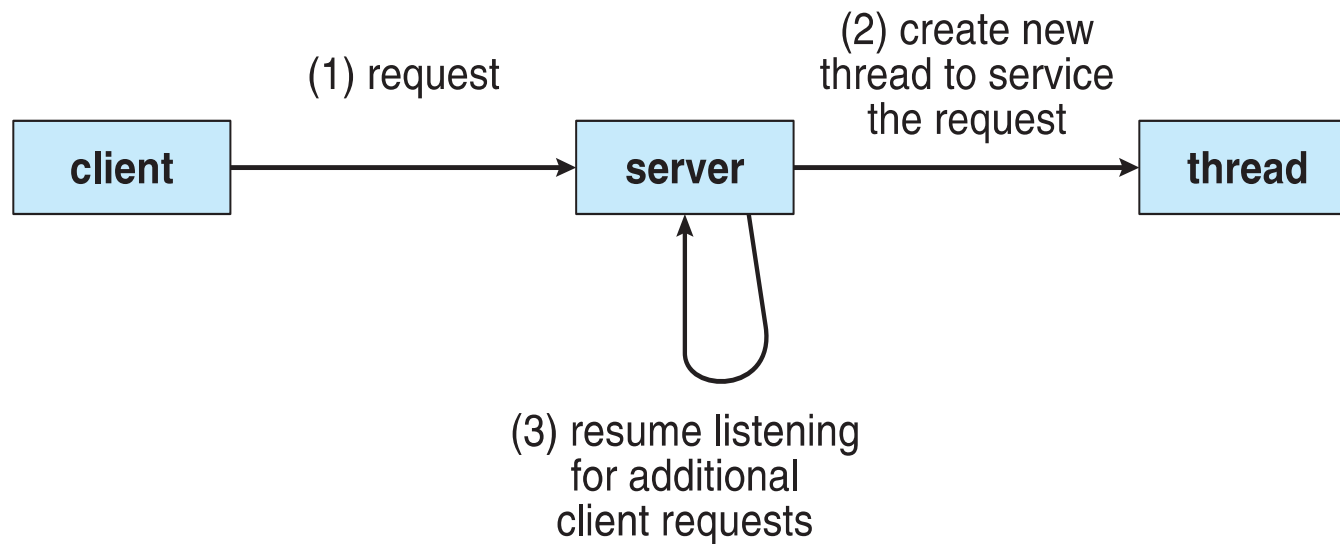 (1) request
(2) create new
thread to service
the request
client
server
thread
(3) resume listening
for additional
client requests